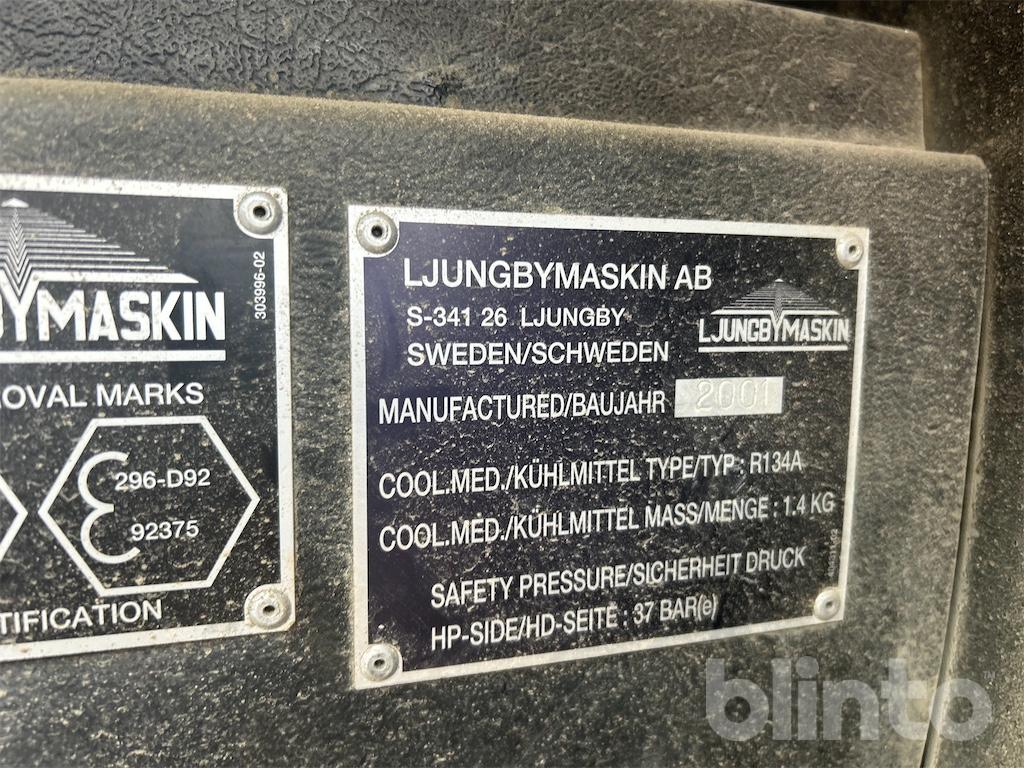 BYMASKIN
303996-02
OVAL MARKS
296-D92
92375
TIFICATION
LJUNGBYMASKIN AB
S-341 26 LJUNGBY
SWEDEN/SCHWEDEN
LJUNGBYMASKIN
MANUFACTURED/BAUJAHR 2001
COOL.MED./KÜHLMITTEL TYPE/TYP : R134A
COOL.MED./KÜHLMITTEL MASS/MENGE : 1.4 KG
SAFETY PRESSURE/SICHERHEIT DRUCK
HP-SIDE/HD-SEITE : 37 BAR(e)
blinto™